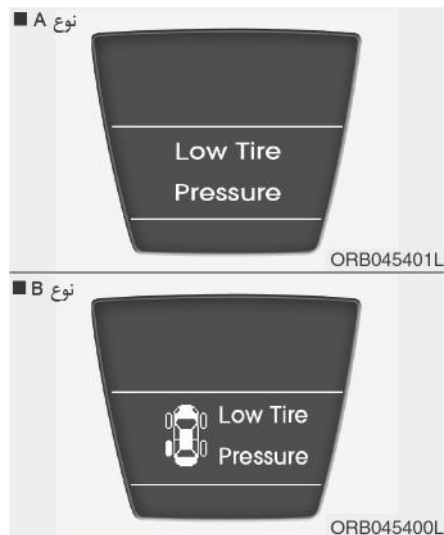 ■ A نوع
Low Tire
Pressure
ORB045401L
■ B نوع
Low Tire
Pressure
ORB045400L